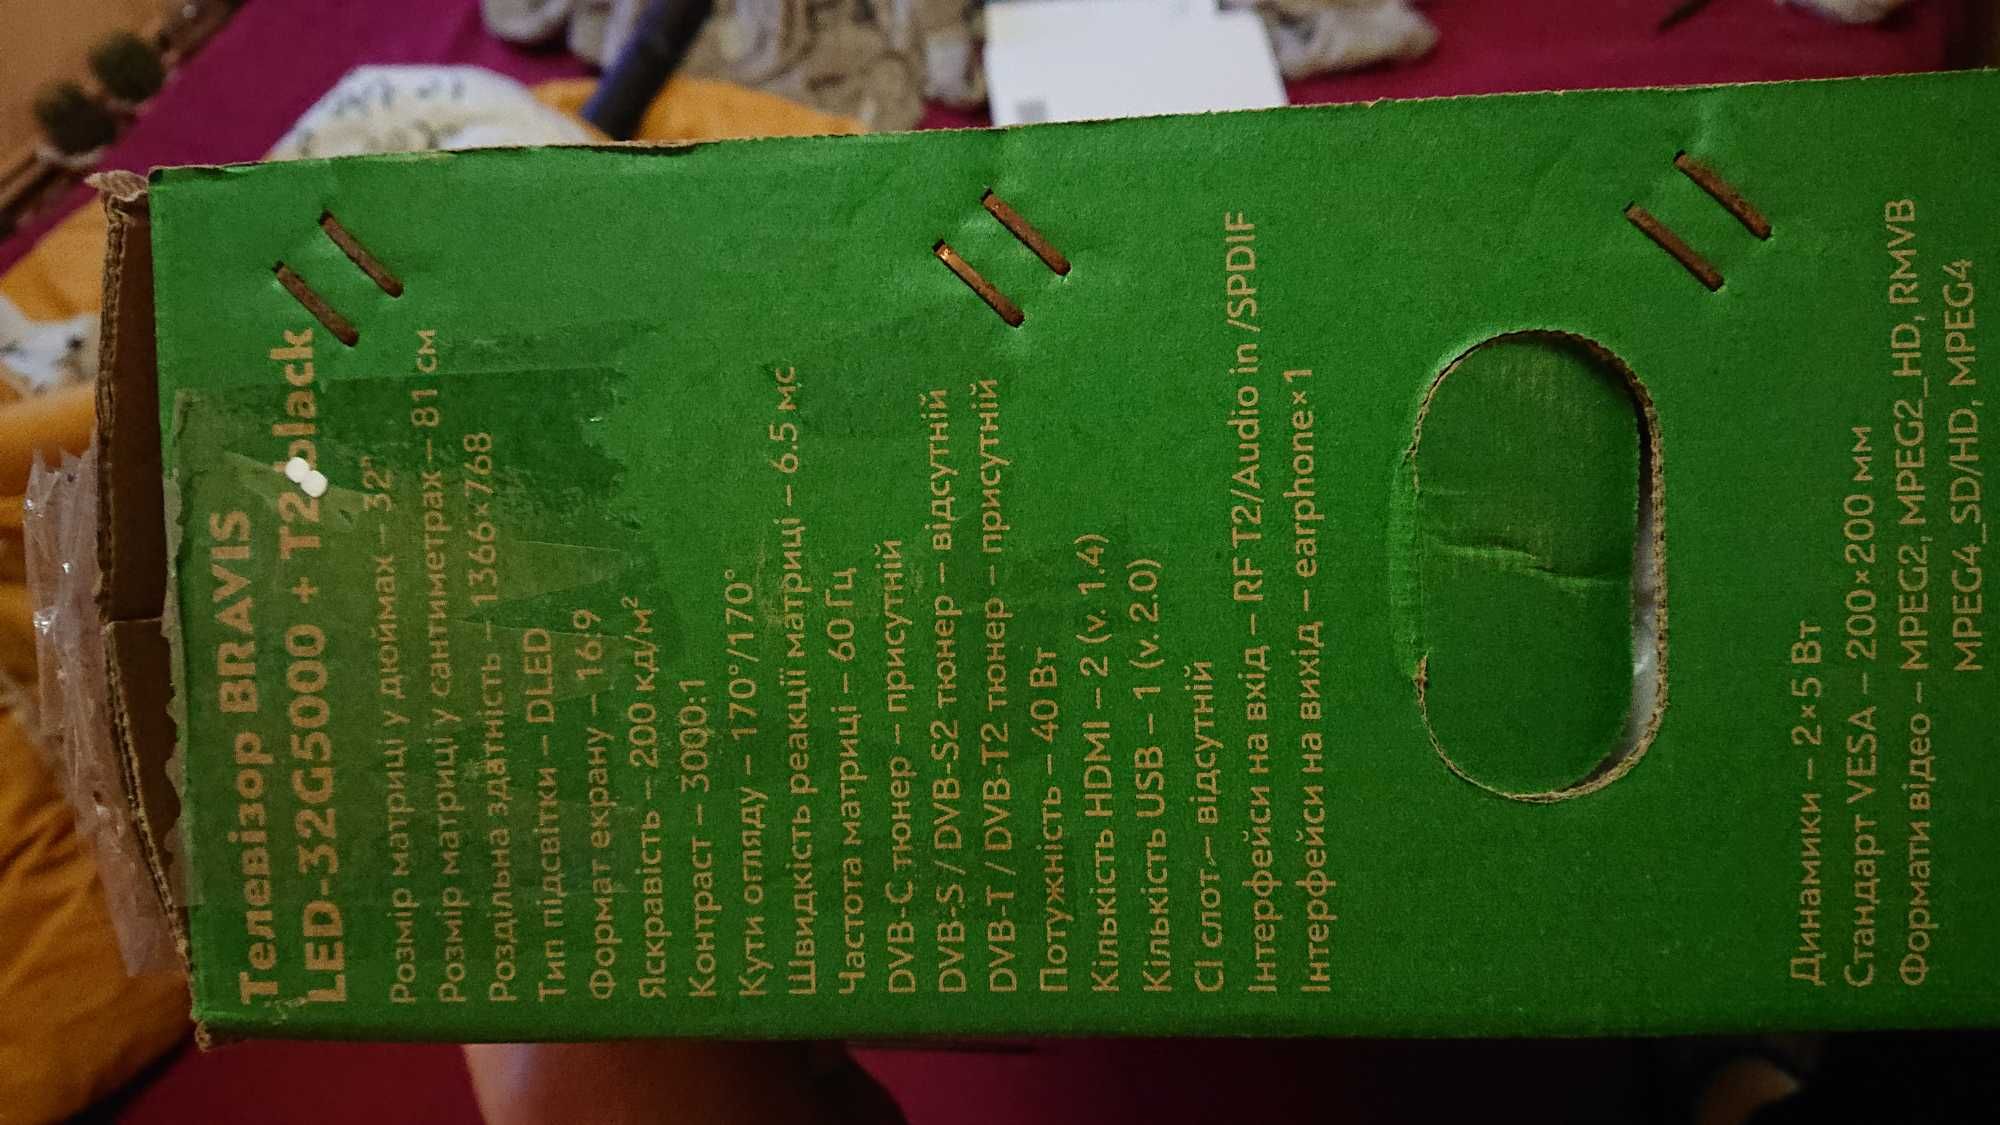 Телевізор BRAVIS
LED-32G5000 + T2 black
Розмір матриці у дюймах – 32"
Розмір матриці у сантиметрах – 81 см
Роздільна здатність – 1366×768
Тип підсвітки – DLED
Формат екрану – 16:9
Яскравість – 200 кд/м²
Контраст – 3000:1
Кути огляду – 170°/170°
Швидкість реакції матриці – 6.5 мс
Частота матриці – 60 Гц
DVB-C тюнер – присутній
DVB-S / DVB-S2 тюнер – відсутній
DVB-T / DVB-T2 тюнер – присутній
Потужність – 40 Вт
Кількість HDMI – 2 (v. 1.4)
Кількість USB – 1 (v. 2.0)
CI слот – відсутній
Інтерфейси на вхід – RF T2/Audio in /SPDIF
Інтерфейси на вихід – earphone×1
Динамики – 2×5 Вт
Стандарт VESA – 200×200 мм
Формати відео – MPEG2, MPEG2_HD, RMVB
MPEG4_SD/HD, MPEG4